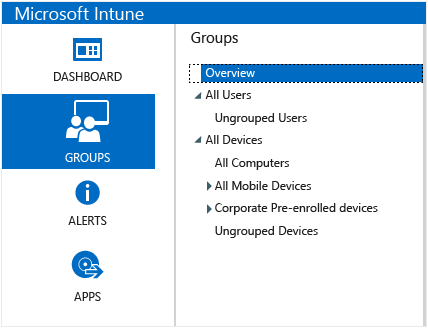 Microsoft Intune
DASHBOARD
GROUPS
ALERTS
APPS
Groups
Overview
All Users
Ungrouped Users
All Devices
All Computers
All Mobile Devices
Corporate Pre-enrolled devices
Ungrouped Devices